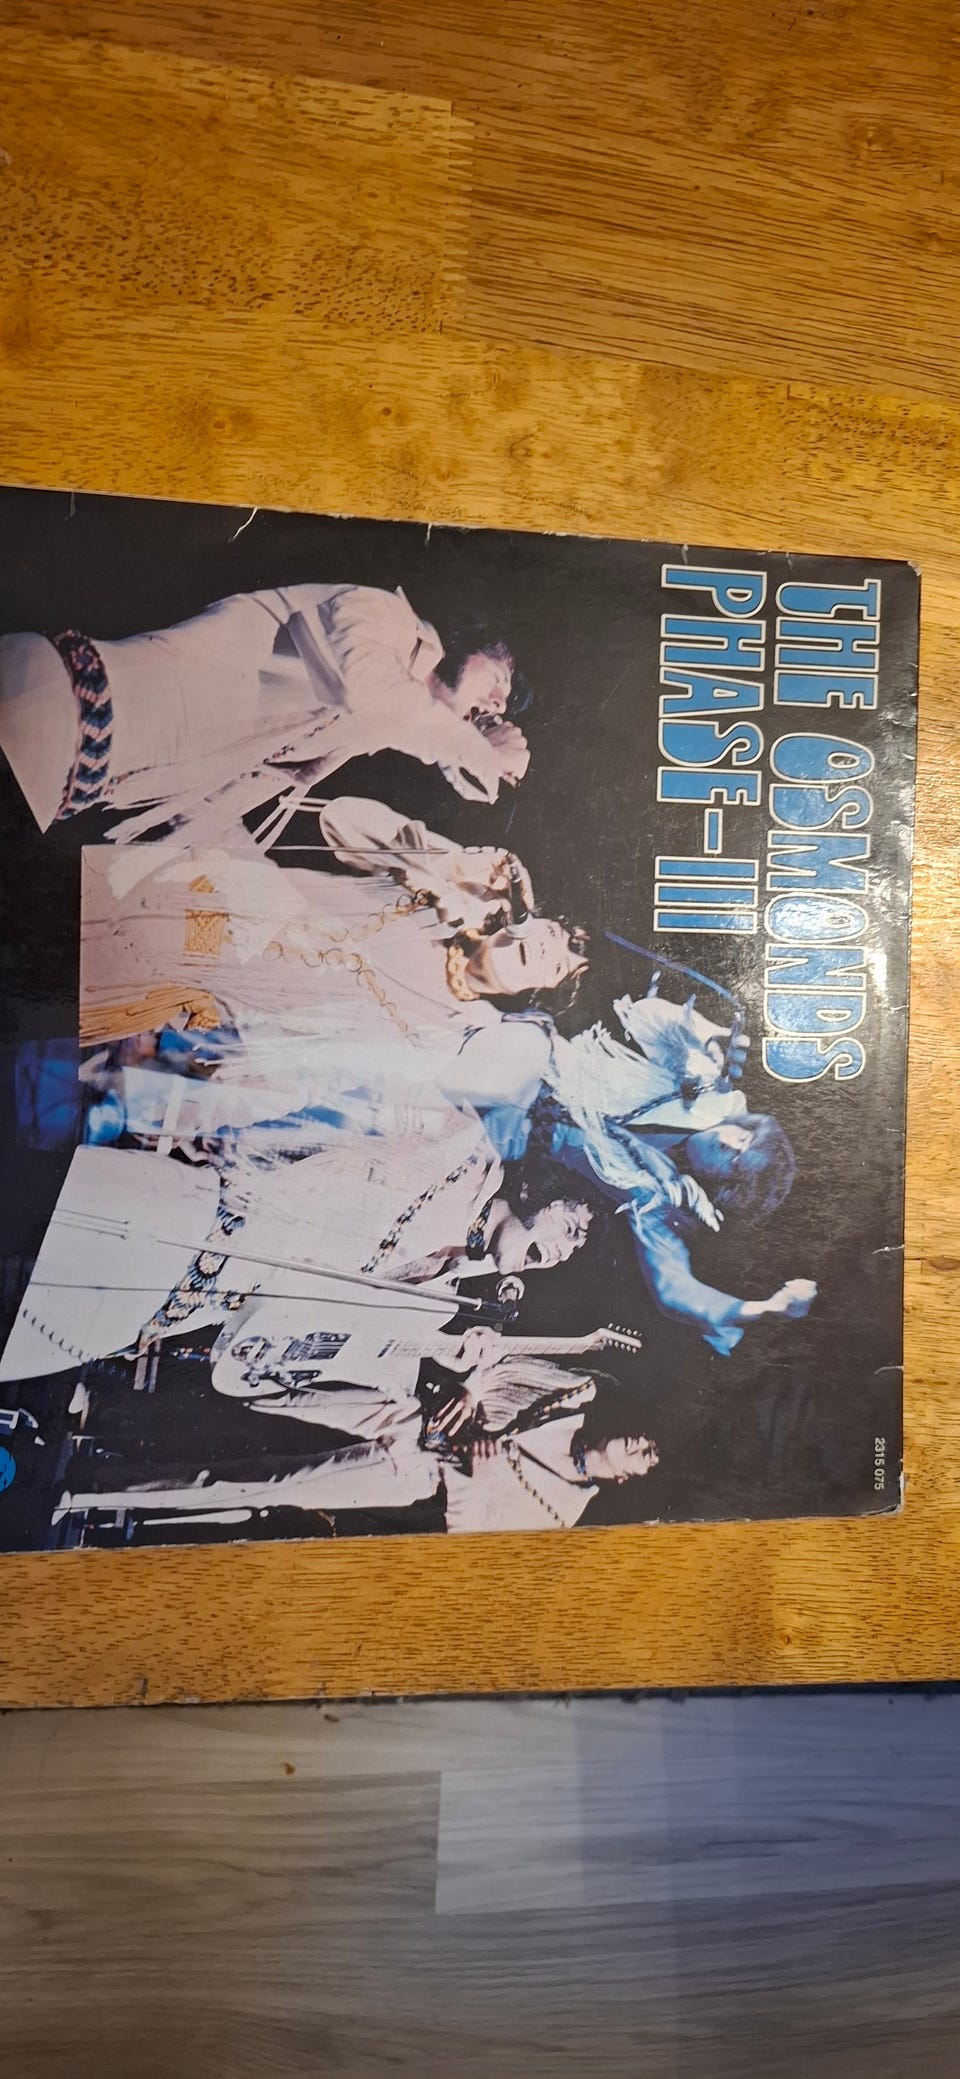 THE OSMONDS
PHASE-III
2315 075